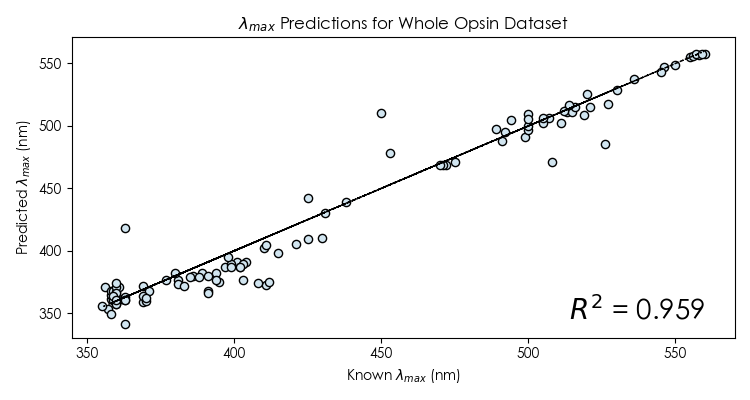 λmax Predictions for Whole Opsin Dataset
Predicted λmax (nm)
550
500
450
400
350
R² = 0.959
350 400 450 500 550
Known λmax (nm)